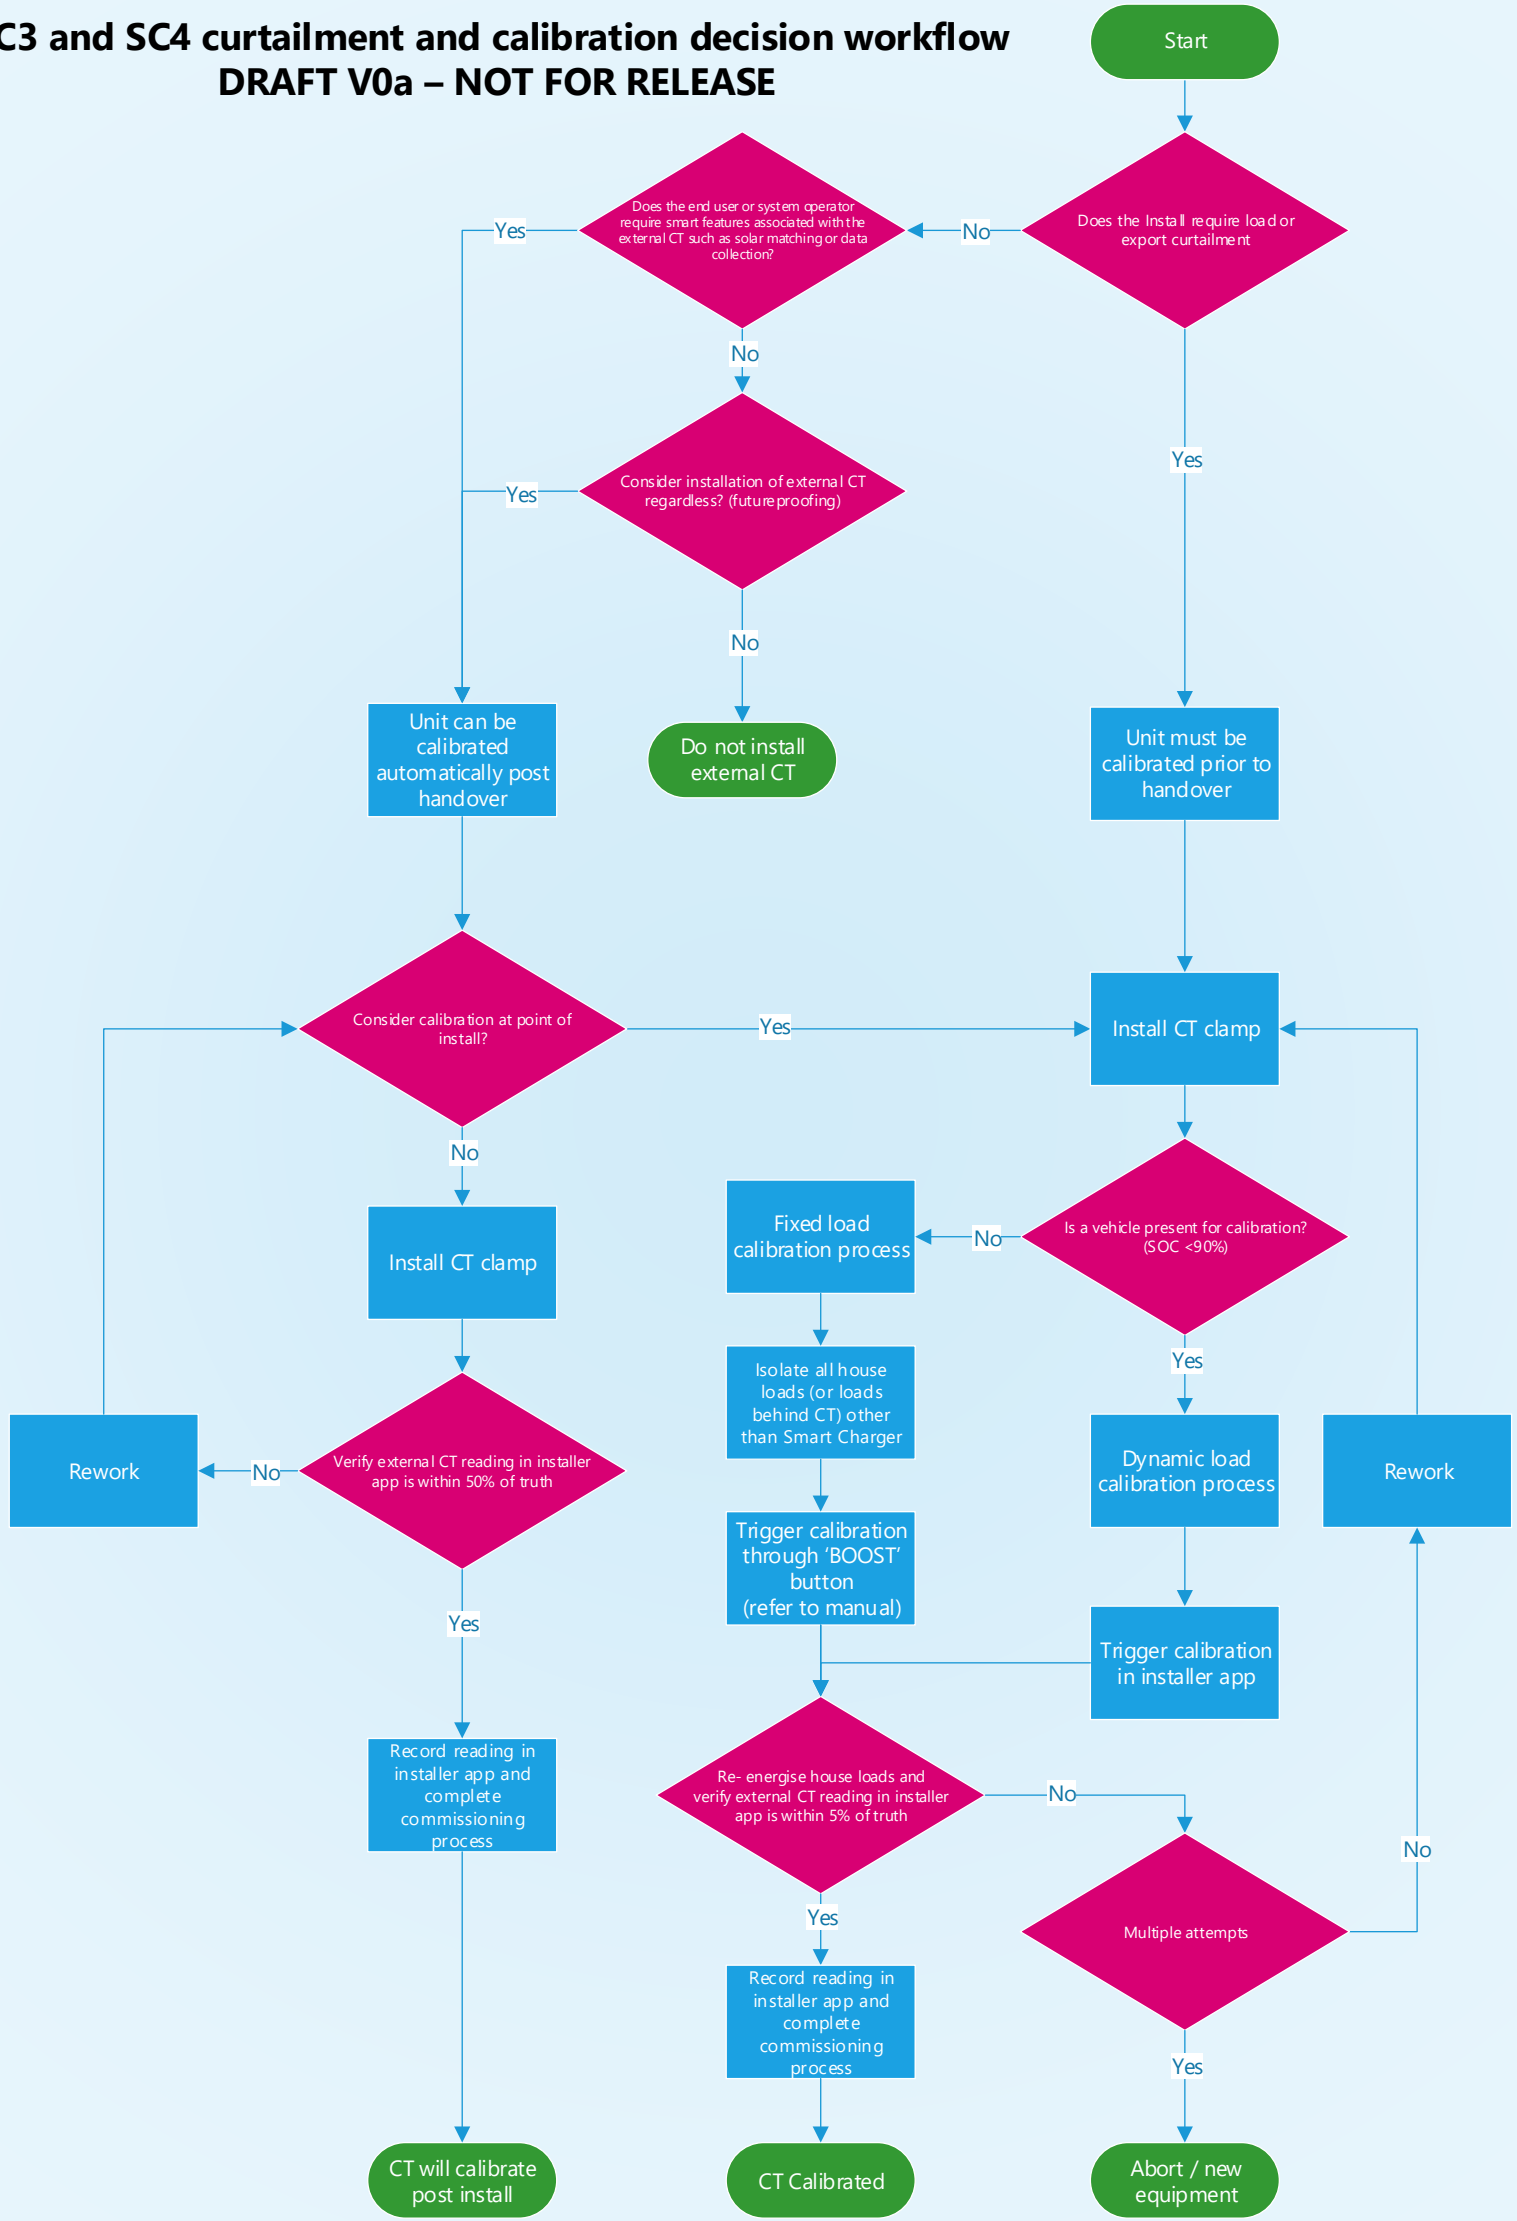 C3 and SC4 curtailment and calibration decision workflow
DRAFT V0a – NOT FOR RELEASE
Start
Does the Install require load or
export curtailment
No
Does the end user or system operator
require smart features associated with the
external CT such as solar matching or data
collection?
Yes
No
Consider installation of external CT
regardless? (futureproofing)
Yes
Yes
No
Unit can be
calibrated
automatically post
handover
Do not install
external CT
Unit must be
calibrated prior to
handover
Consider calibration at point of
install?
Yes
Install CT clamp
No
Install CT clamp
Is a vehicle present for calibration?
(SOC <90%)
No
Fixed load
calibration process
Yes
Isolate all house
loads (or loads
behind CT) other
than Smart Charger
Dynamic load
calibration process
Rework
Verify external CT reading in installer
app is within 50% of truth
No
Rework
Trigger calibration
through ‘BOOST’
button
(refer to manual)
Yes
Trigger calibration
in installer app
Record reading in
installer app and
complete
commissioning
process
Re- energise house loads and
verify external CT reading in installer
app is within 5% of truth
No
No
Multiple attempts
Yes
Record reading in
installer app and
complete
commissioning
process
Yes
CT will calibrate
post install
CT Calibrated
Abort / new
equipment